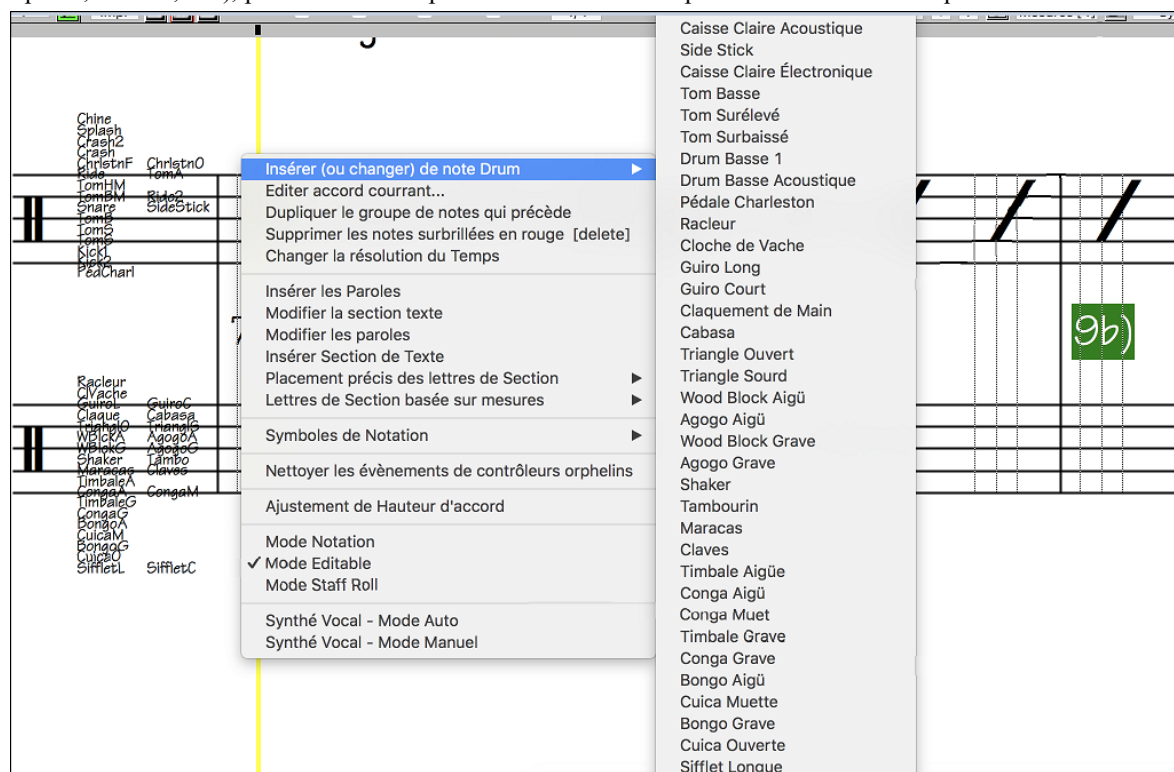 Chine
Splash
Crash2
Crash
ChrlstnF ChrlstnO
Ride TomA
TomHM
TomBM Ride2
Snare SideStick
TomB
TomS
TomS
Kick1
Kick2
PedCharl
Racleur
ClVache
GuiroL GuiroC
Claque Cabasa
TrianglO TrianglS
WBlckA AgogoA
WBlckG AgogoG
Shaker Tambo
Maracas Claves
TimbaleA
CongaA CongaM
TimbaleG
CongaG
BongoA
CuicaM
BongoG
CuicaO
SiffletL SiffletC
Insérer (ou changer) de note Drum
Editer accord courrant...
Dupliquer le groupe de notes qui précède
Supprimer les notes surbrillées en rouge [delete]
Changer la résolution du Temps
Insérer les Paroles
Modifier la section texte
Modifier les paroles
Insérer Section de Texte
Placement précis des lettres de Section
Lettres de Section basée sur mesures
Symboles de Notation
Nettoyer les évènements de contrôleurs orphelins
Ajustement de Hauteur d'accord
Mode Notation
✓ Mode Editable
Mode Staff Roll
Synthé Vocal - Mode Auto
Synthé Vocal - Mode Manuel
Caisse Claire Acoustique
Side Stick
Caisse Claire Électronique
Tom Basse
Tom Surélevé
Tom Surbaissé
Drum Basse 1
Drum Basse Acoustique
Pédale Charleston
Racleur
Cloche de Vache
Guiro Long
Guiro Court
Claquement de Main
Cabasa
Triangle Ouvert
Triangle Sourd
Wood Block Aigü
Agogo Aigü
Wood Block Grave
Agogo Grave
Shaker
Tambourin
Maracas
Claves
Timbale Aigüe
Conga Aigü
Conga Muet
Timbale Grave
Conga Grave
Bongo Aigü
Cuica Muette
Bongo Grave
Cuica Ouverte
Sifflet Longue
9b)